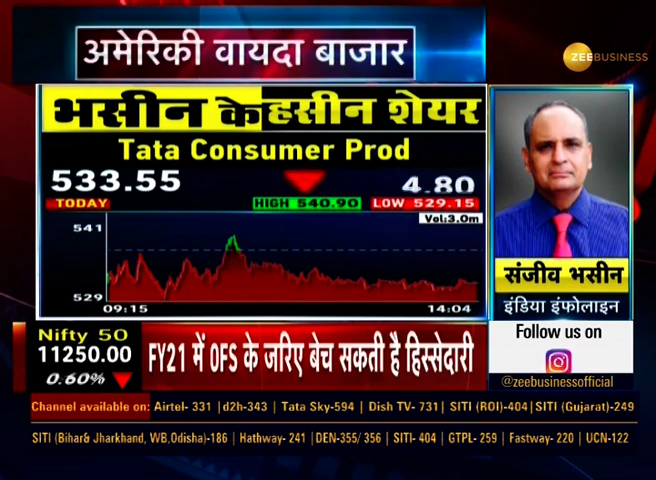 अमेरिकी वायदा बाजार
ZEEBUSINESS
भसीन के हसीन शेयर
Tata Consumer Prod
533.55 4.80
TODAY HIGH 540.90 LOW 529.15
Vol:3.0m
541
529
09:15 14:04
संजीव भसीन
इंडिया इंफोलाइन
Nifty 50
11250.00
0.60%
FY21 में OFS के जरिए बेच सकती है हिस्सेदारी
Follow us on
@zeebusinessofficial
Channel available on: Airtel- 331 |d2h-343 | Tata Sky-594 | Dish TV- 731| SITI (ROI)-404|SITI (Gujarat)-249
SITI (Bihar& Jharkhand, WB,Odisha)-186 | Hathway- 241 |DEN-355/ 356 | SITI- 404 | GTPL- 259 | Fastway- 220 | UCN-122